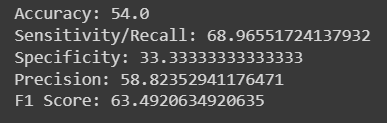 Accuracy: 54.0
Sensitivity/Recall: 68.96551724137932
Specificity: 33.33333333333333
Precision: 58.82352941176471
F1 Score: 63.4920634920635